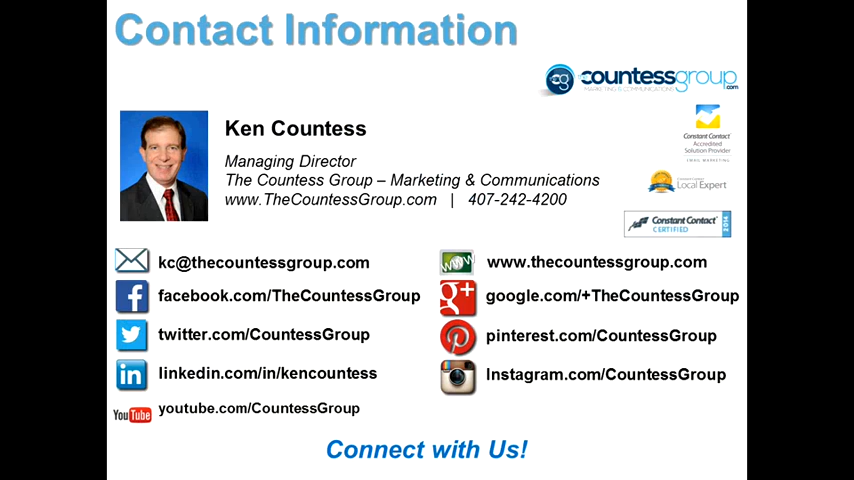 Contact Information
cg
countessgroup
.com
MARKETING & COMMUNICATIONS
Ken Countess
Managing Director
The Countess Group – Marketing & Communications
www.TheCountessGroup.com | 407-242-4200
Constant Contact
Accredited
Solution Provider
EMAIL MARKETING
Local Expert
Constant Contact
CERTIFIED
kc@thecountessgroup.com
www.thecountessgroup.com
facebook.com/TheCountessGroup
google.com/+TheCountessGroup
twitter.com/CountessGroup
pinterest.com/CountessGroup
linkedin.com/in/kencountess
Instagram.com/CountessGroup
YouTube
youtube.com/CountessGroup
Connect with Us!